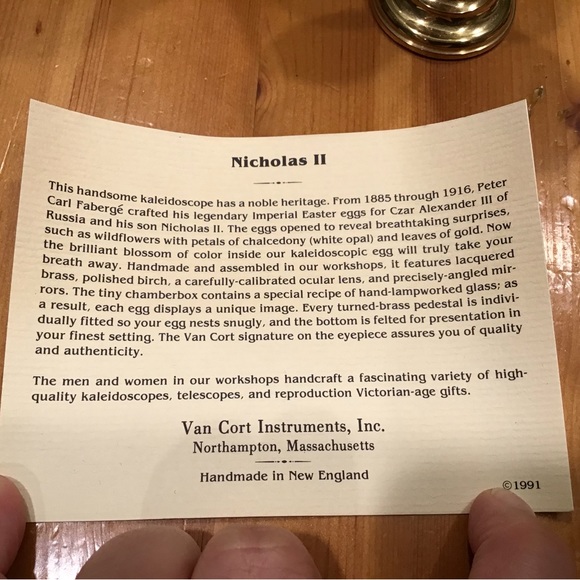 Nicholas II
This handsome kaleidoscope has a noble heritage. From 1885 through 1916, Peter
Carl Fabergé crafted his legendary Imperial Easter eggs for Czar Alexander III of
Russia and his son Nicholas II. The eggs opened to reveal breathtaking surprises,
such as wildflowers with petals of chalcedony (white opal) and leaves of gold. Now
the brilliant blossom of color inside our kaleidoscopic egg will truly take your
breath away. Handmade and assembled in our workshops, it features lacquered
brass, polished birch, a carefully-calibrated ocular lens, and precisely-angled mir-
rors. The tiny chamberbox contains a special recipe of hand-lampworked glass; as
a result, each egg displays a unique image. Every turned-brass pedestal is indivi-
dually fitted so your egg nests snugly, and the bottom is felted for presentation in
your finest setting. The Van Cort signature on the eyepiece assures you of quality
and authenticity.
The men and women in our workshops handcraft a fascinating variety of high-
quality kaleidoscopes, telescopes, and reproduction Victorian-age gifts.
Van Cort Instruments, Inc.
Northampton, Massachusetts
Handmade in New England
©1991